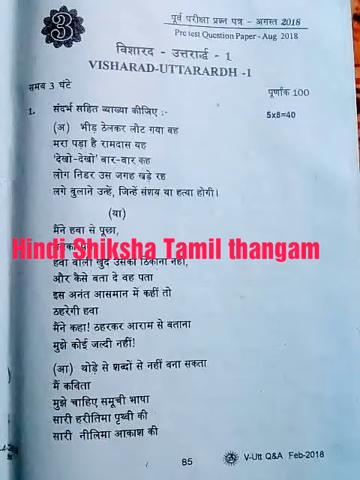 3
पूर्व परीक्षा प्रश्न पत्र - अगस्त 2018
Pre test Question Paper - Aug 2018
विशारद - उत्तरार्द्ध - 1
VISHARAD-UTTARARDH -1
समय 3 घंटे
पूर्णांक 100
1. संदर्भ सहित व्याख्या कीजिए :- 5x8=40
(अ) भीड़ ठेलकर लौट गया वह
मरा पड़ा है रामदास यह
'देखो-देखो' बार-बार कह
लोग निडर उस जगह खड़े रह
लगे बुलाने उन्हें, जिन्हें संशय था हत्या होगी।
(या)
मैंने हवा से पूछा,
Hindi Shiksha Tamil thangam
हवा बोली खुद उसका ठिकाना नहीं,
और कैसे बता दे वह पता
इस अनंत आसमान में कहीं तो
ठहरेगी हवा
मैंने कहा! ठहरकर आराम से बताना
मुझे कोई जल्दी नहीं!
(आ) थोड़े से शब्दों से नहीं बना सकता
मैं कविता
मुझे चाहिए समूची भाषा
सारी हरीतिमा पृथ्वी की
सारी नीलिमा आकाश की
85
V-Utt Q&A Feb-2018